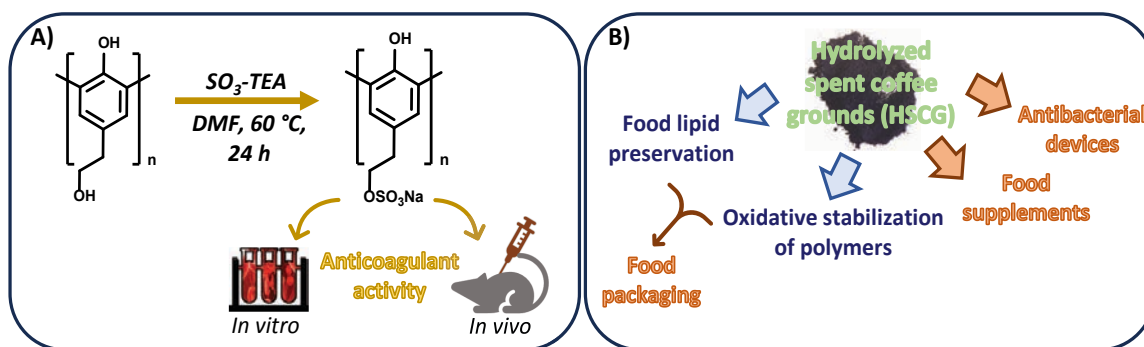 A)
OH
n
OH
SO₃-TEA
DMF, 60 °C,
24 h
OH
n
OSO₃Na
Anticoagulant
activity
In vitro
In vivo
B)
Hydrolyzed
spent coffee
grounds (HSCG)
Food lipid
preservation
Antibacterial
devices
Food
supplements
Oxidative stabilization
of polymers
Food
packaging